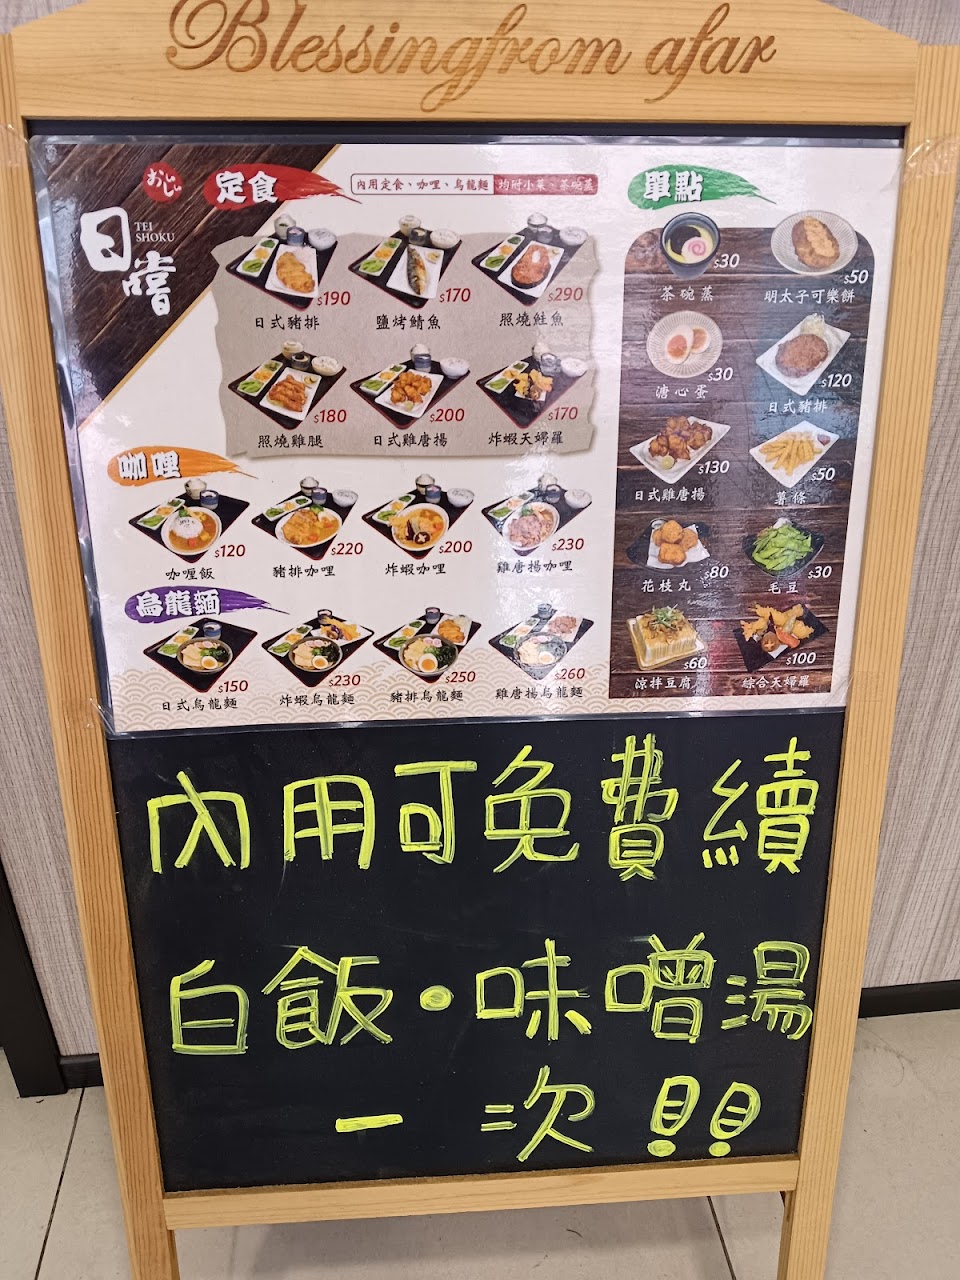 Blessing from afar
おいしい
日嘗
TEI
SHOKU
定食
內用定食、咖哩、烏龍麵 均附小菜、茶碗蒸
$190
日式豬排
$170
鹽烤鯖魚
$290
照燒鮭魚
$180
照燒雞腿
$200
日式雞唐揚
$170
炸蝦天婦羅
咖哩
$120
咖喱飯
$220
豬排咖哩
$200
炸蝦咖哩
$230
雞唐揚咖哩
烏龍麵
$150
日式烏龍麵
$230
炸蝦烏龍麵
$250
豬排烏龍麵
$260
雞唐揚烏龍麵
單點
$30
茶碗蒸
$50
明太子可樂餅
$30
溏心蛋
$120
日式豬排
$130
日式雞唐揚
$50
薯條
$80
花枝丸
$30
毛豆
$60
涼拌豆腐
$100
綜合天婦羅
內用可免費續
白飯・味噌湯
一次!!